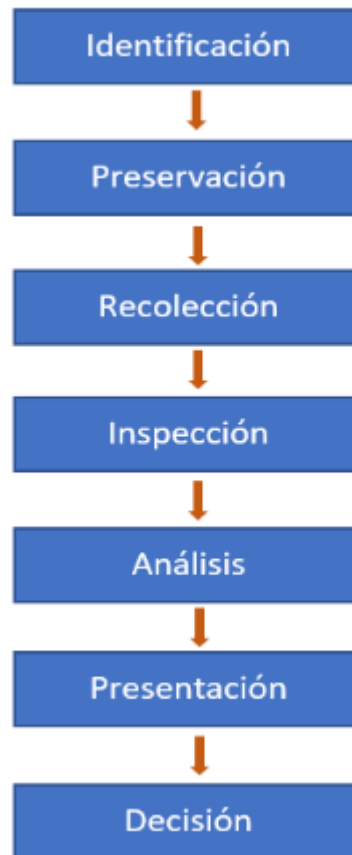 Identificación
Preservación
Recolección
Inspección
Análisis
Presentación
Decisión